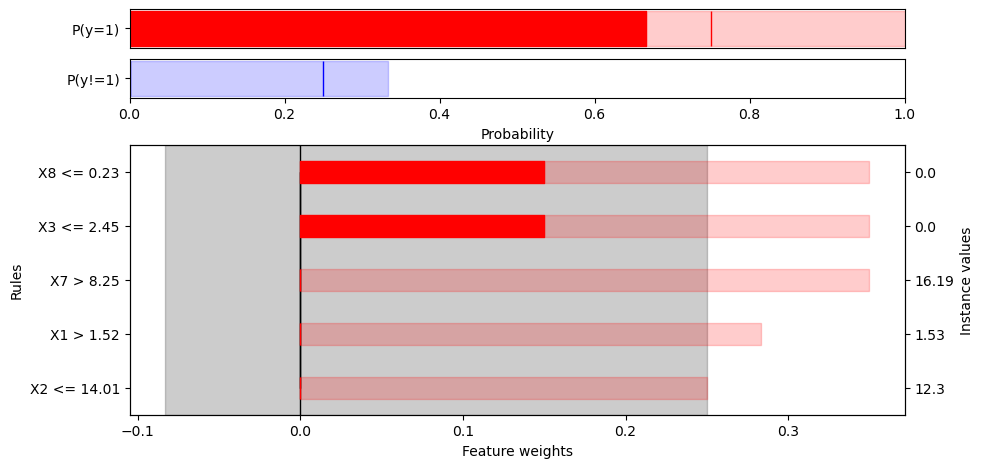 P(y=1)
P(y!=1)
0.0 0.2 0.4 0.6 0.8 1.0
Probability
X8 <= 0.23 0.0
X3 <= 2.45 0.0
X7 > 8.25 16.19
X1 > 1.52 1.53
X2 <= 14.01 12.3
Rules
Instance values
−0.1 0.0 0.1 0.2 0.3
Feature weights